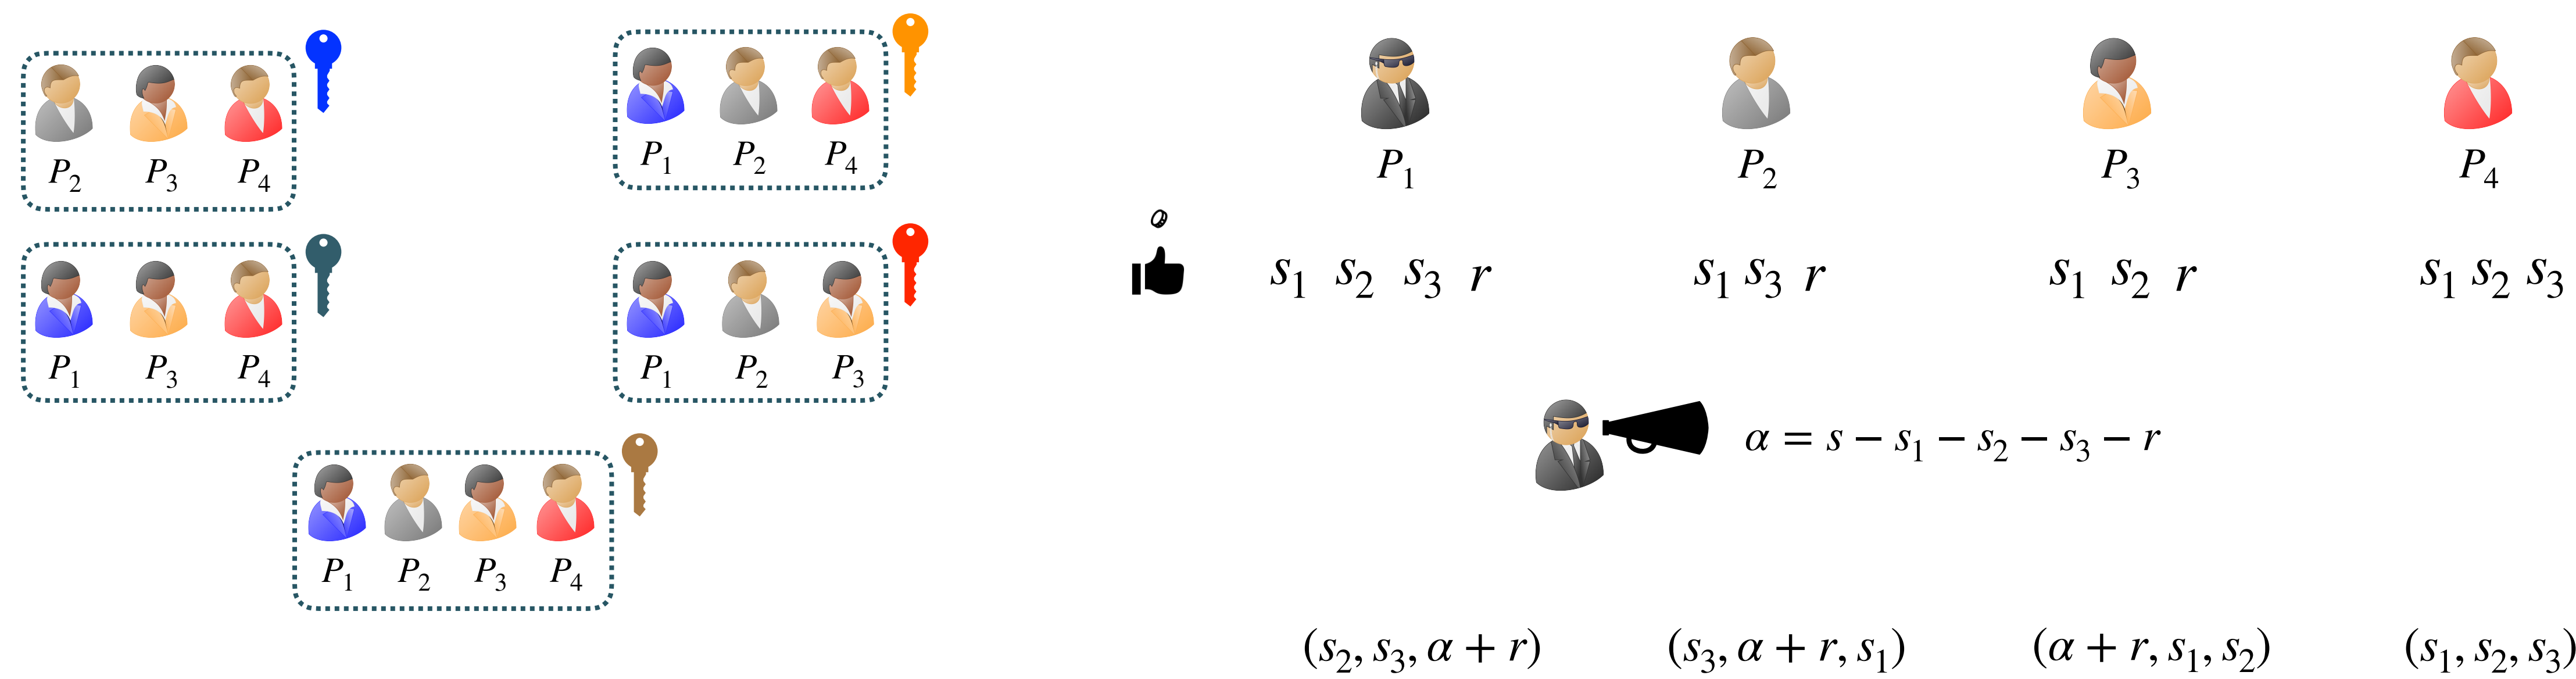 P₂ P₃ P₄
P₁ P₂ P₄
P₁ P₃ P₄
P₁ P₂ P₃
P₁ P₂ P₃ P₄
P₁ P₂ P₃ P₄
s₁ s₂ s₃ r
s₁ s₃ r
s₁ s₂ r
s₁ s₂ s₃
α = s − s₁ − s₂ − s₃ − r
(s₂, s₃, α + r)
(s₃, α + r, s₁)
(α + r, s₁, s₂)
(s₁, s₂, s₃)